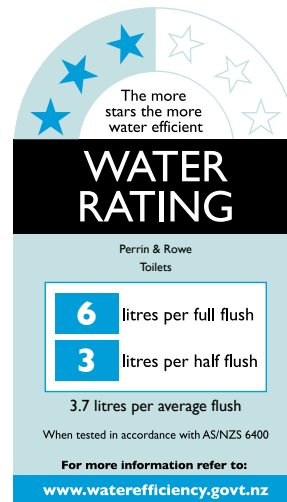 The more
stars the more
water efficient
WATER
RATING
Perrin & Rowe
Toilets
6 litres per full flush
3 litres per half flush
3.7 litres per average flush
When tested in accordance with AS/NZS 6400
For more information refer to:
www.waterefficiency.govt.nz